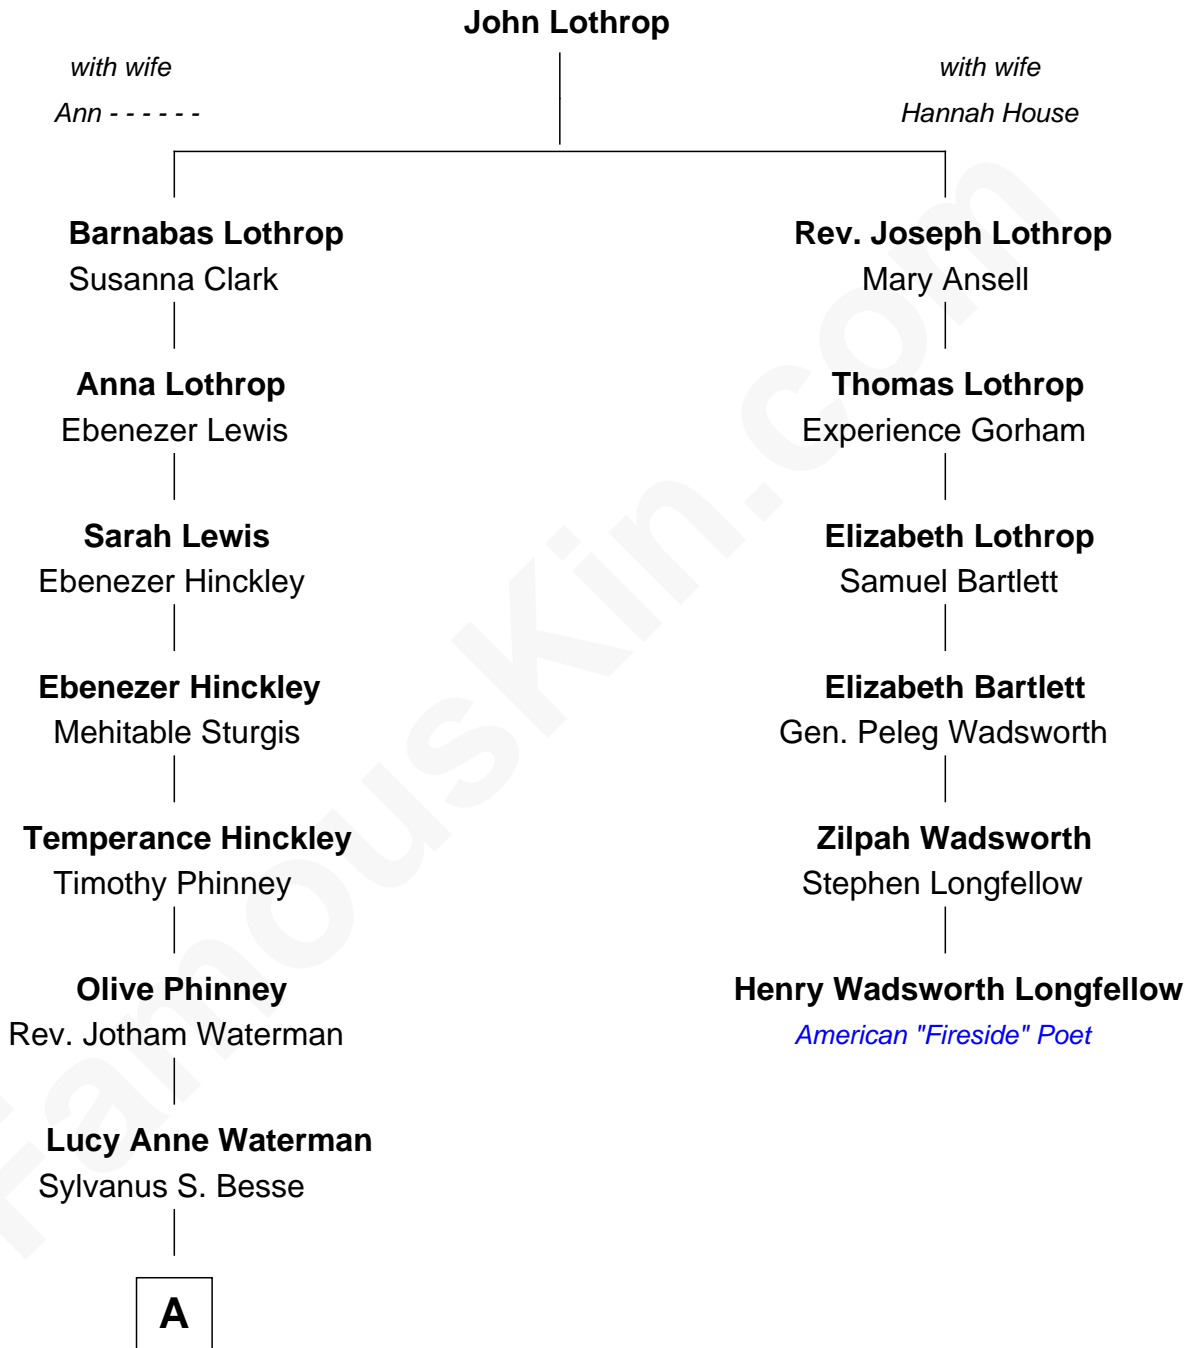 John Lothrop
with wife
with wife
Ann - - - - - -
Hannah House
Barnabas Lothrop
Rev. Joseph Lothrop
Susanna Clark
Mary Ansell
Anna Lothrop
Thomas Lothrop
Ebenezer Lewis
Experience Gorham
Sarah Lewis
Elizabeth Lothrop
Ebenezer Hinckley
Samuel Bartlett
Ebenezer Hinckley
Elizabeth Bartlett
Mehitable Sturgis
Gen. Peleg Wadsworth
Temperance Hinckley
Zilpah Wadsworth
Timothy Phinney
Stephen Longfellow
Olive Phinney
Henry Wadsworth Longfellow
Rev. Jotham Waterman
American "Fireside" Poet
Lucy Anne Waterman
Sylvanus S. Besse
A
FamousKin.com